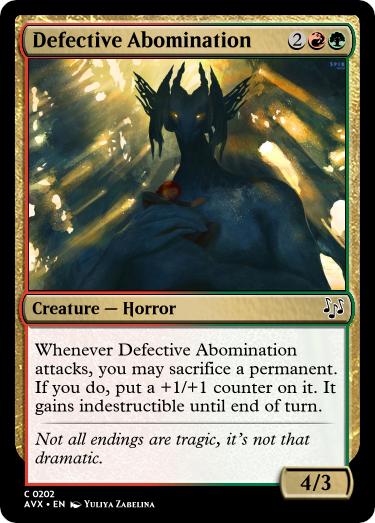 Defective Abomination 2
Creature — Horror
Whenever Defective Abomination
attacks, you may sacrifice a permanent.
If you do, put a +1/+1 counter on it. It
gains indestructible until end of turn.
Not all endings are tragic, it's not that
dramatic.
4/3
C 0202
AVX • EN Yuliya Zabelina